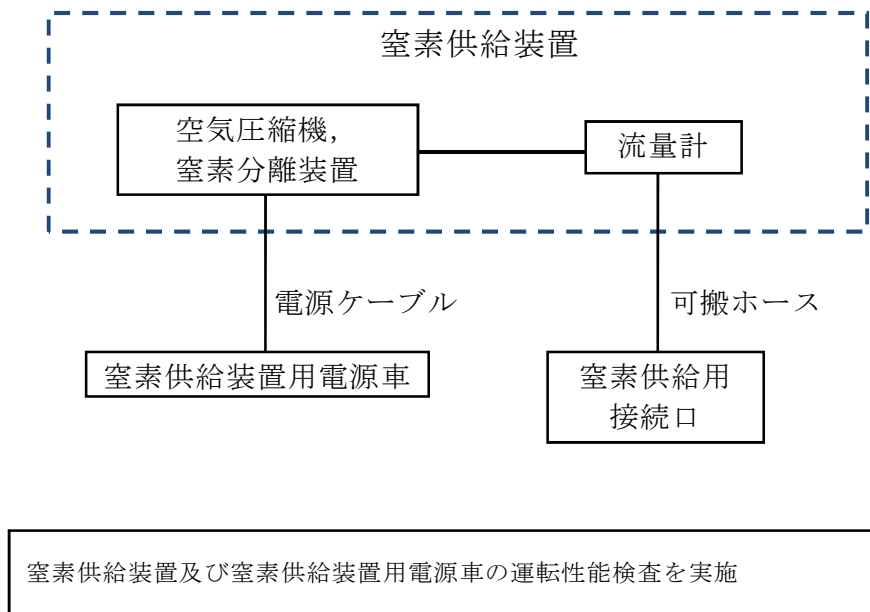 窒素供給装置
空気圧縮機,
窒素分離装置
流量計
電源ケーブル
可搬ホース
窒素供給装置用電源車
窒素供給用
接続口
窒素供給装置及び窒素供給装置用電源車の運転性能検査を実施